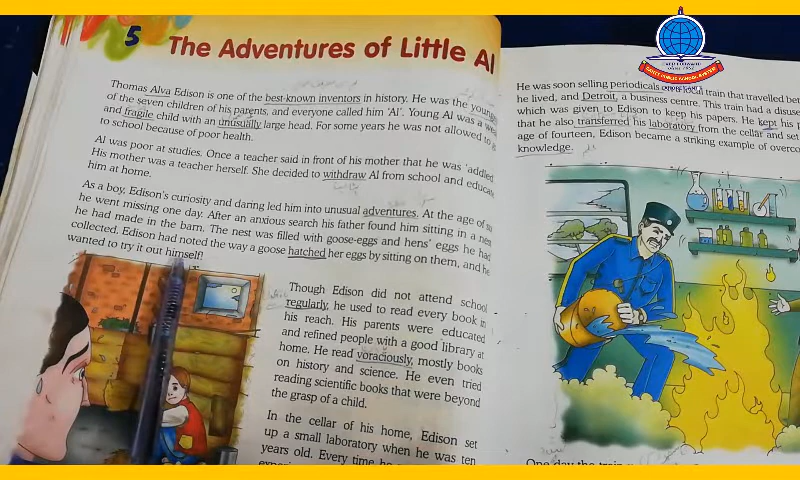 5
The Adventures of Little Al
Thomas Alva Edison is one of the best-known inventors in history. He was the
of the seven children of his parents, and everyone called him 'Al'. Young Al was a
and fragile child with an unusually large head. For some years he was not allowed to
to school because of poor health.
Al was poor at studies. Once a teacher said in front of his mother that he was 'addled
His mother was a teacher herself. She decided to withdraw Al from school and educate
him at home.
As a boy, Edison's curiosity and daring led him into unusual adventures. At the age of
he went missing one day. After an anxious search his father found him sitting in a nest
he had made in the barn. The nest was filled with goose-eggs and hens' eggs he had
collected. Edison had noted the way a goose hatched her eggs by sitting on them, and he
wanted to try it out himself!
Though Edison did not attend school
regularly, he used to read every book in
his reach. His parents were educated
and refined people with a good library at
home. He read voraciously, mostly books
on history and science. He even tried
reading scientific books that were beyond
the grasp of a child.
In the cellar of his home, Edison set
up a small laboratory when he was ten
years old. Every time he
He was soon selling periodicals on a local train that travelled
he lived, and Detroit, a business centre. This train had a
which was given to Edison to keep his papers. He kept his
that he also transferred his laboratory from the cellar and set
age of fourteen, Edison became a striking example of
knowledge.
One day the train